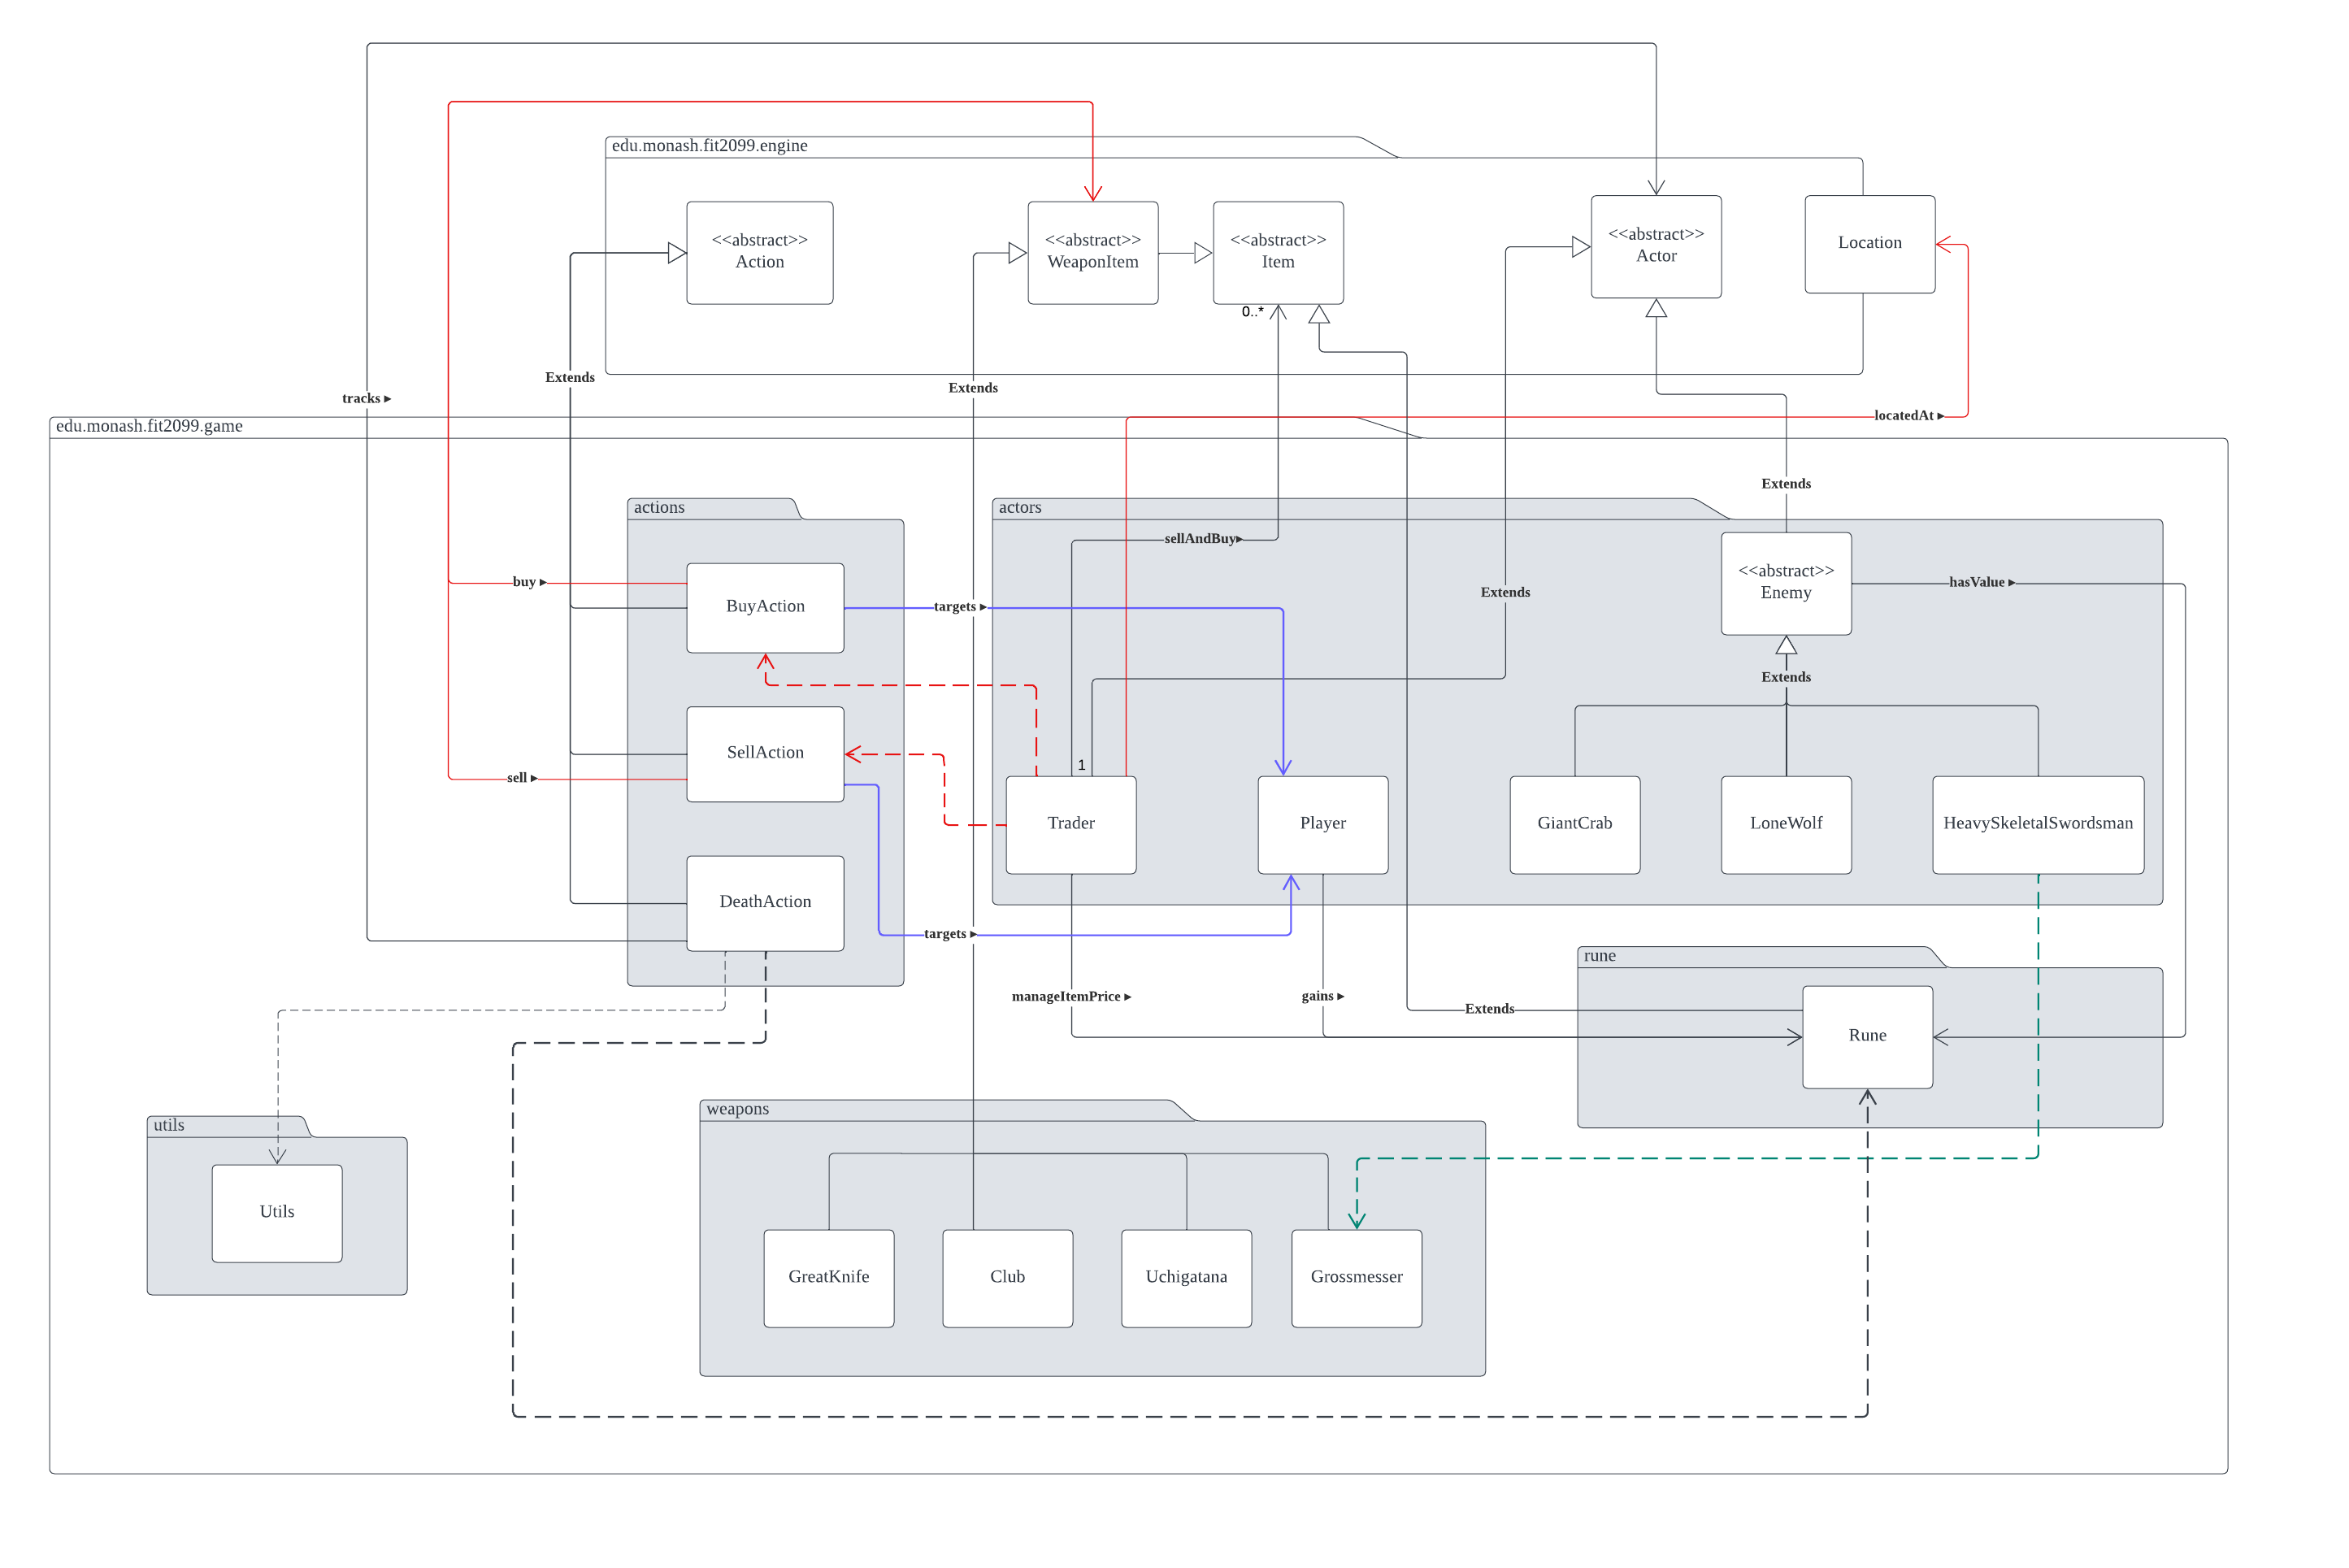 edu.monash.fit2099.engine
<<abstract>>
Action
<<abstract>>
WeaponItem
<<abstract>>
Item
<<abstract>>
Actor
Location
0..*
Extends
Extends
tracks ►
locatedAt ►
edu.monash.fit2099.game
Extends
actions
actors
sellAndBuy►
<<abstract>>
Enemy
buy ►
hasValue ►
Extends
BuyAction
targets ►
Extends
SellAction
1
sell ►
Trader
Player
GiantCrab
LoneWolf
HeavySkeletalSwordsman
DeathAction
targets ►
rune
manageItemPrice ►
gains ►
Extends
Rune
weapons
utils
Utils
GreatKnife
Club
Uchigatana
Grossmesser